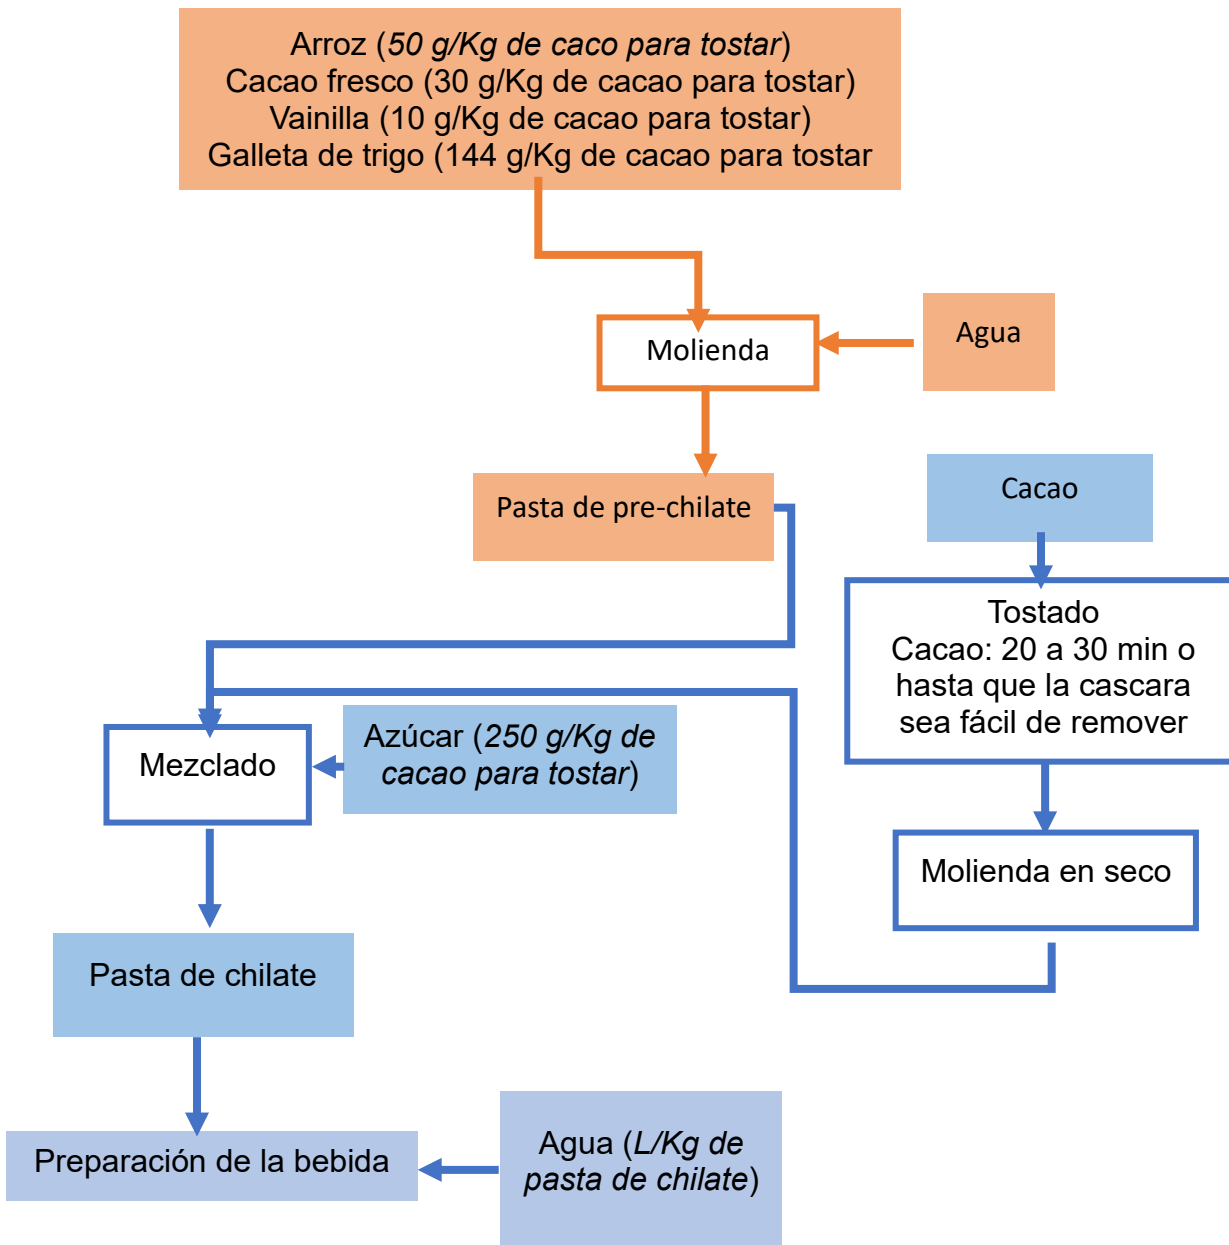 Arroz (50 g/Kg de caco para tostar)
Cacao fresco (30 g/Kg de cacao para tostar)
Vainilla (10 g/Kg de cacao para tostar)
Galleta de trigo (144 g/Kg de cacao para tostar
Molienda
Agua
Pasta de pre-chilate
Cacao
Tostado
Cacao: 20 a 30 min o
hasta que la cascara
sea fácil de remover
Mezclado
Azúcar (250 g/Kg de
cacao para tostar)
Molienda en seco
Pasta de chilate
Preparación de la bebida
Agua (L/Kg de
pasta de chilate)